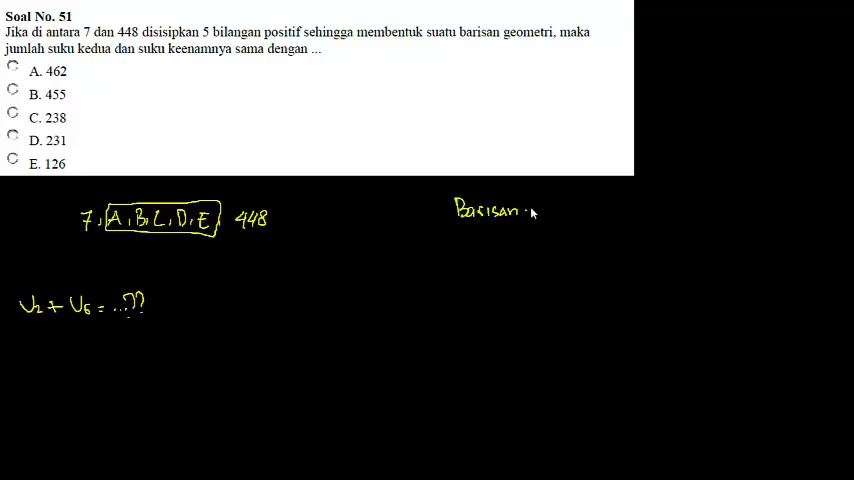 Soal No. 51
Jika di antara 7 dan 448 disisipkan 5 bilangan positif sehingga membentuk suatu barisan geometri, maka
jumlah suku kedua dan suku keenamnya sama dengan ...
A. 462
B. 455
C. 238
D. 231
E. 126
7, A, B, C, D, E, 448
Barisan
U2 + U6 = ...??